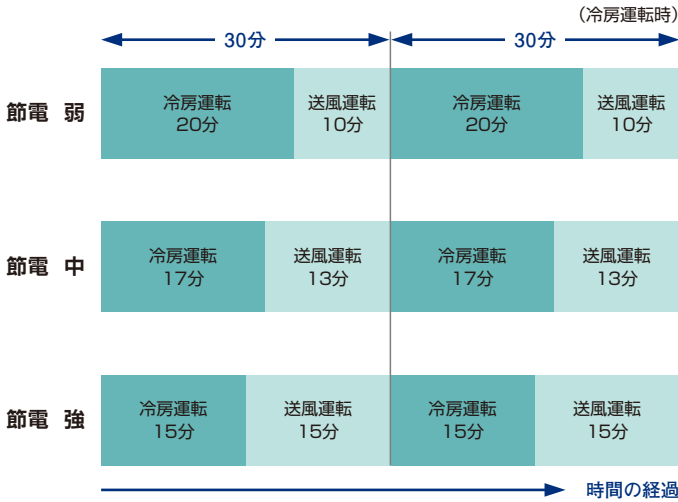 （冷房運転時）
30分 30分
節電 弱
冷房運転 送風運転 冷房運転 送風運転
20分 10分 20分 10分
節電 中
冷房運転 送風運転 冷房運転 送風運転
17分 13分 17分 13分
節電 強
冷房運転 送風運転 冷房運転 送風運転
15分 15分 15分 15分
時間の経過